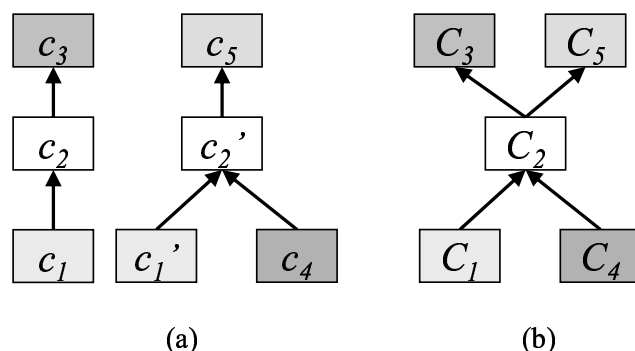 c₃ c₅ C₃ C₅
c₂ c₂’ C₂
c₁ c₁’ c₄ C₁ C₄
(a) (b)